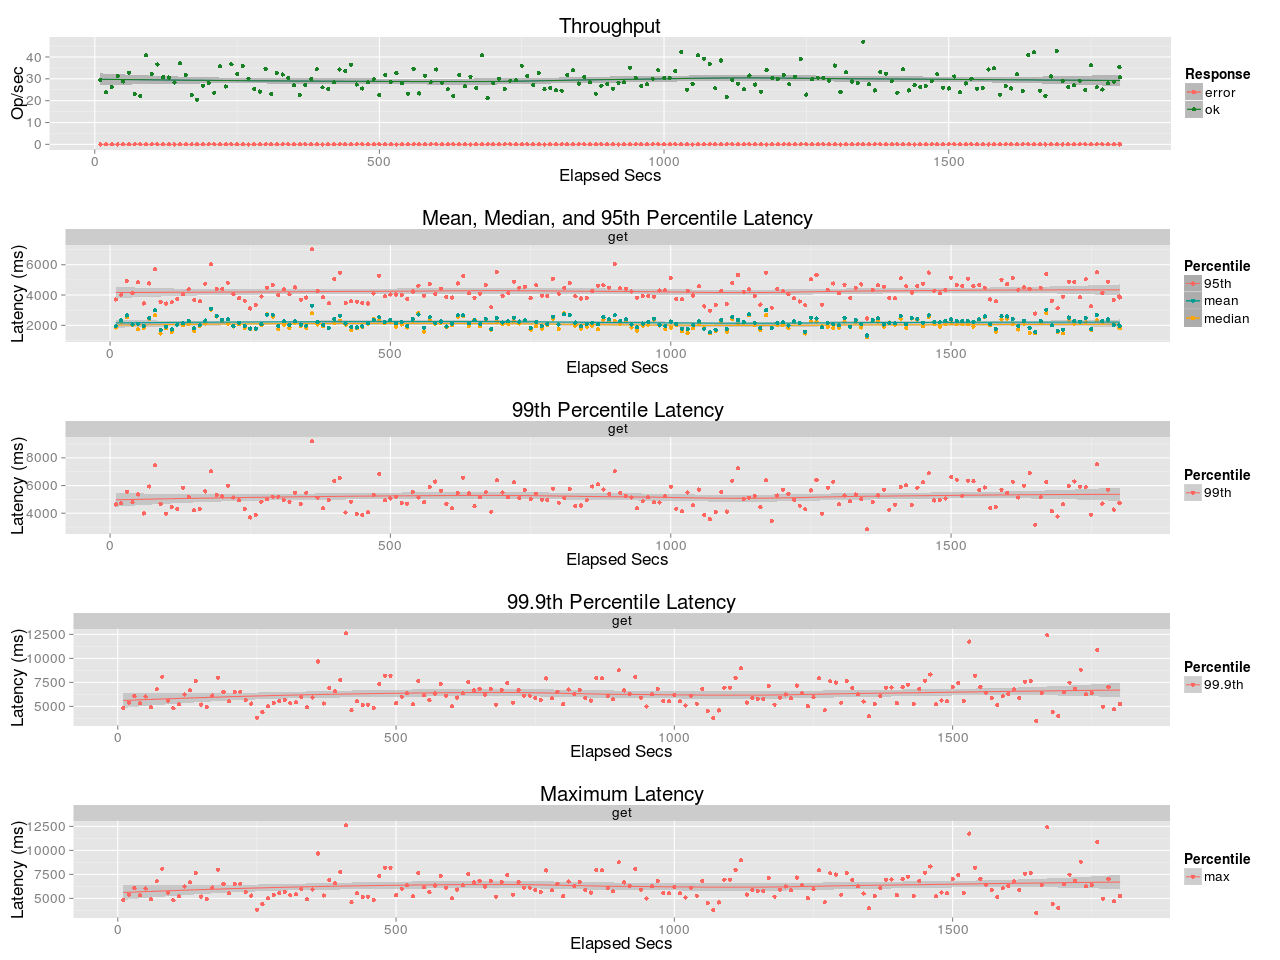 Throughput
Op/sec
40
30
20
10
0
0 500 1000 1500
Elapsed Secs
Response
error
ok
Mean, Median, and 95th Percentile Latency
get
Latency (ms)
6000
4000
2000
0 500 1000 1500
Elapsed Secs
Percentile
95th
mean
median
99th Percentile Latency
get
Latency (ms)
8000
6000
4000
0 500 1000 1500
Elapsed Secs
Percentile
99th
99.9th Percentile Latency
get
Latency (ms)
12500
10000
7500
5000
0 500 1000 1500
Elapsed Secs
Percentile
99.9th
Maximum Latency
get
Latency (ms)
12500
10000
7500
5000
0 500 1000 1500
Elapsed Secs
Percentile
max